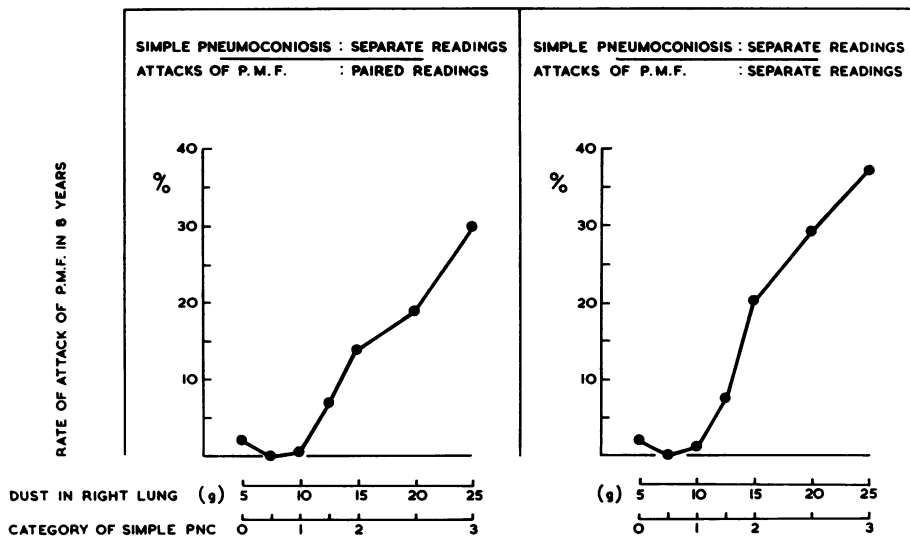 SIMPLE PNEUMOCONIOSIS : SEPARATE READINGS
ATTACKS OF P.M.F. : PAIRED READINGS
SIMPLE PNEUMOCONIOSIS : SEPARATE READINGS
ATTACKS OF P.M.F. : SEPARATE READINGS
RATE OF ATTACK OF P.M.F. IN 8 YEARS
40
%
30
20
10
40
%
30
20
10
DUST IN RIGHT LUNG (g) 5 10 15 20 25
(g) 5 10 15 20 25
CATEGORY OF SIMPLE PNC 0 1 2 3
0 1 2 3